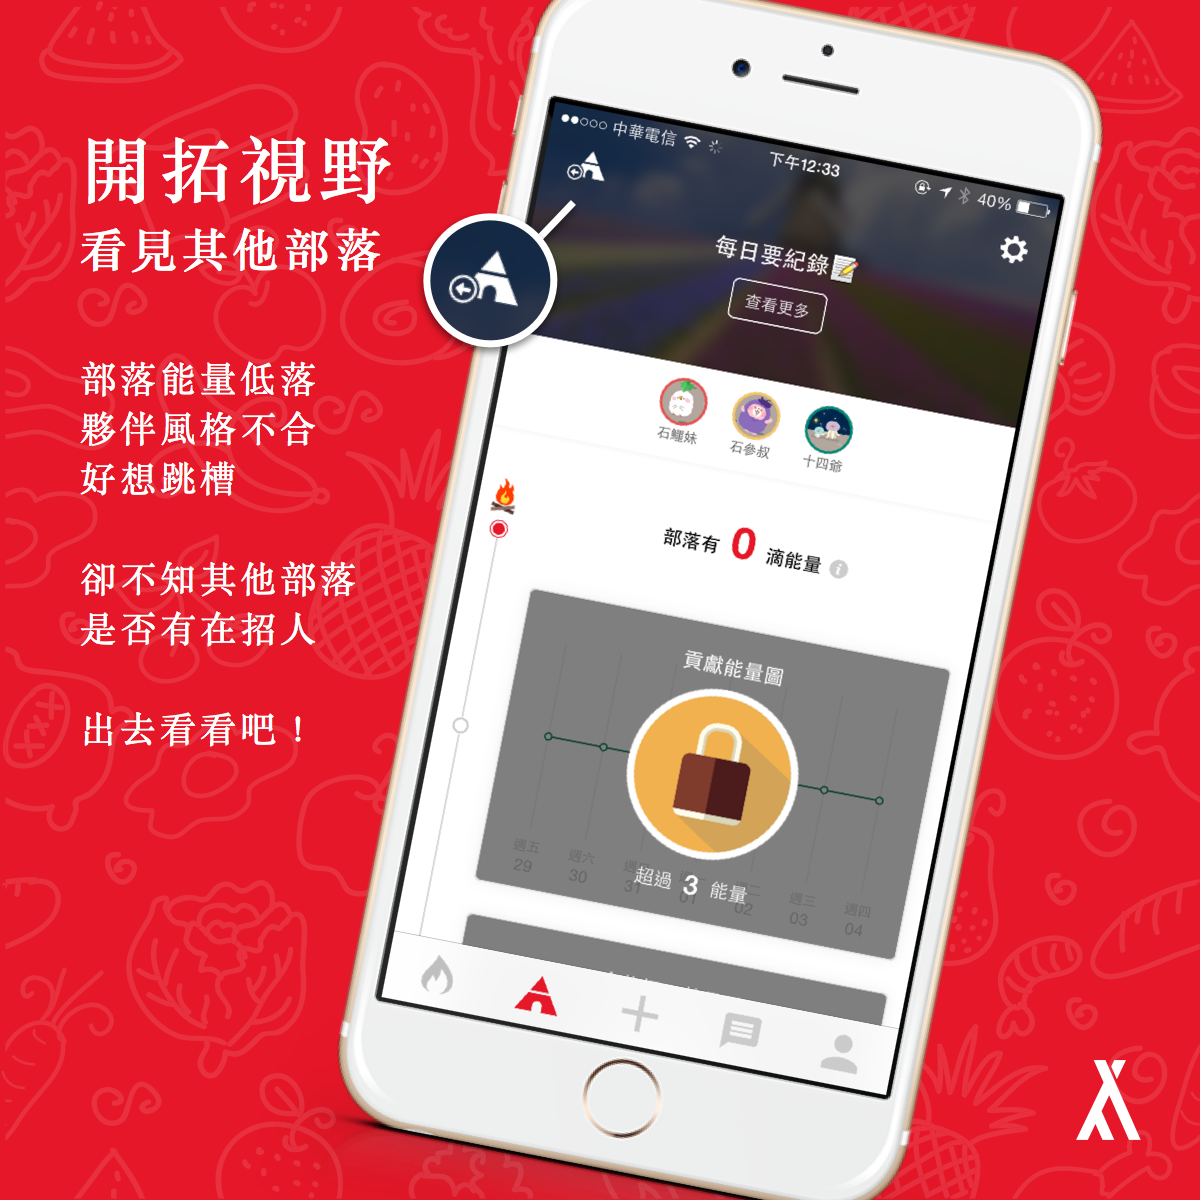 開拓視野
看見其他部落
部落能量低落
夥伴風格不合
好想跳槽
卻不知其他部落
是否有在招人
出去看看吧！
中華電信
下午12:33
40%
每日要紀錄
查看更多
石鱷妹
石參叔
十四爺
部落有 0 滴能量
貢獻能量圖
週五 週六 週三 週四
29 30 31 01 02 03 04
超過 3 能量